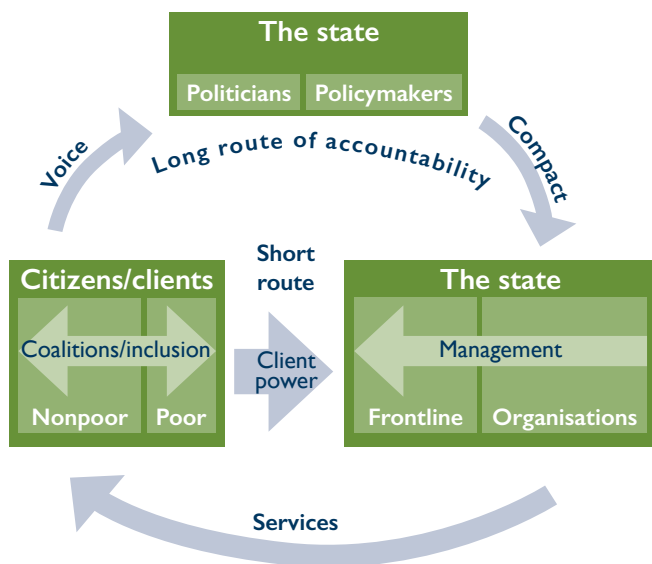 The state
Politicians
Policymakers
Voice
Long route of accountability
Compact
Citizens/clients
Coalitions/inclusion
Nonpoor
Poor
Short
route
Client
power
The state
Management
Frontline
Organisations
Services